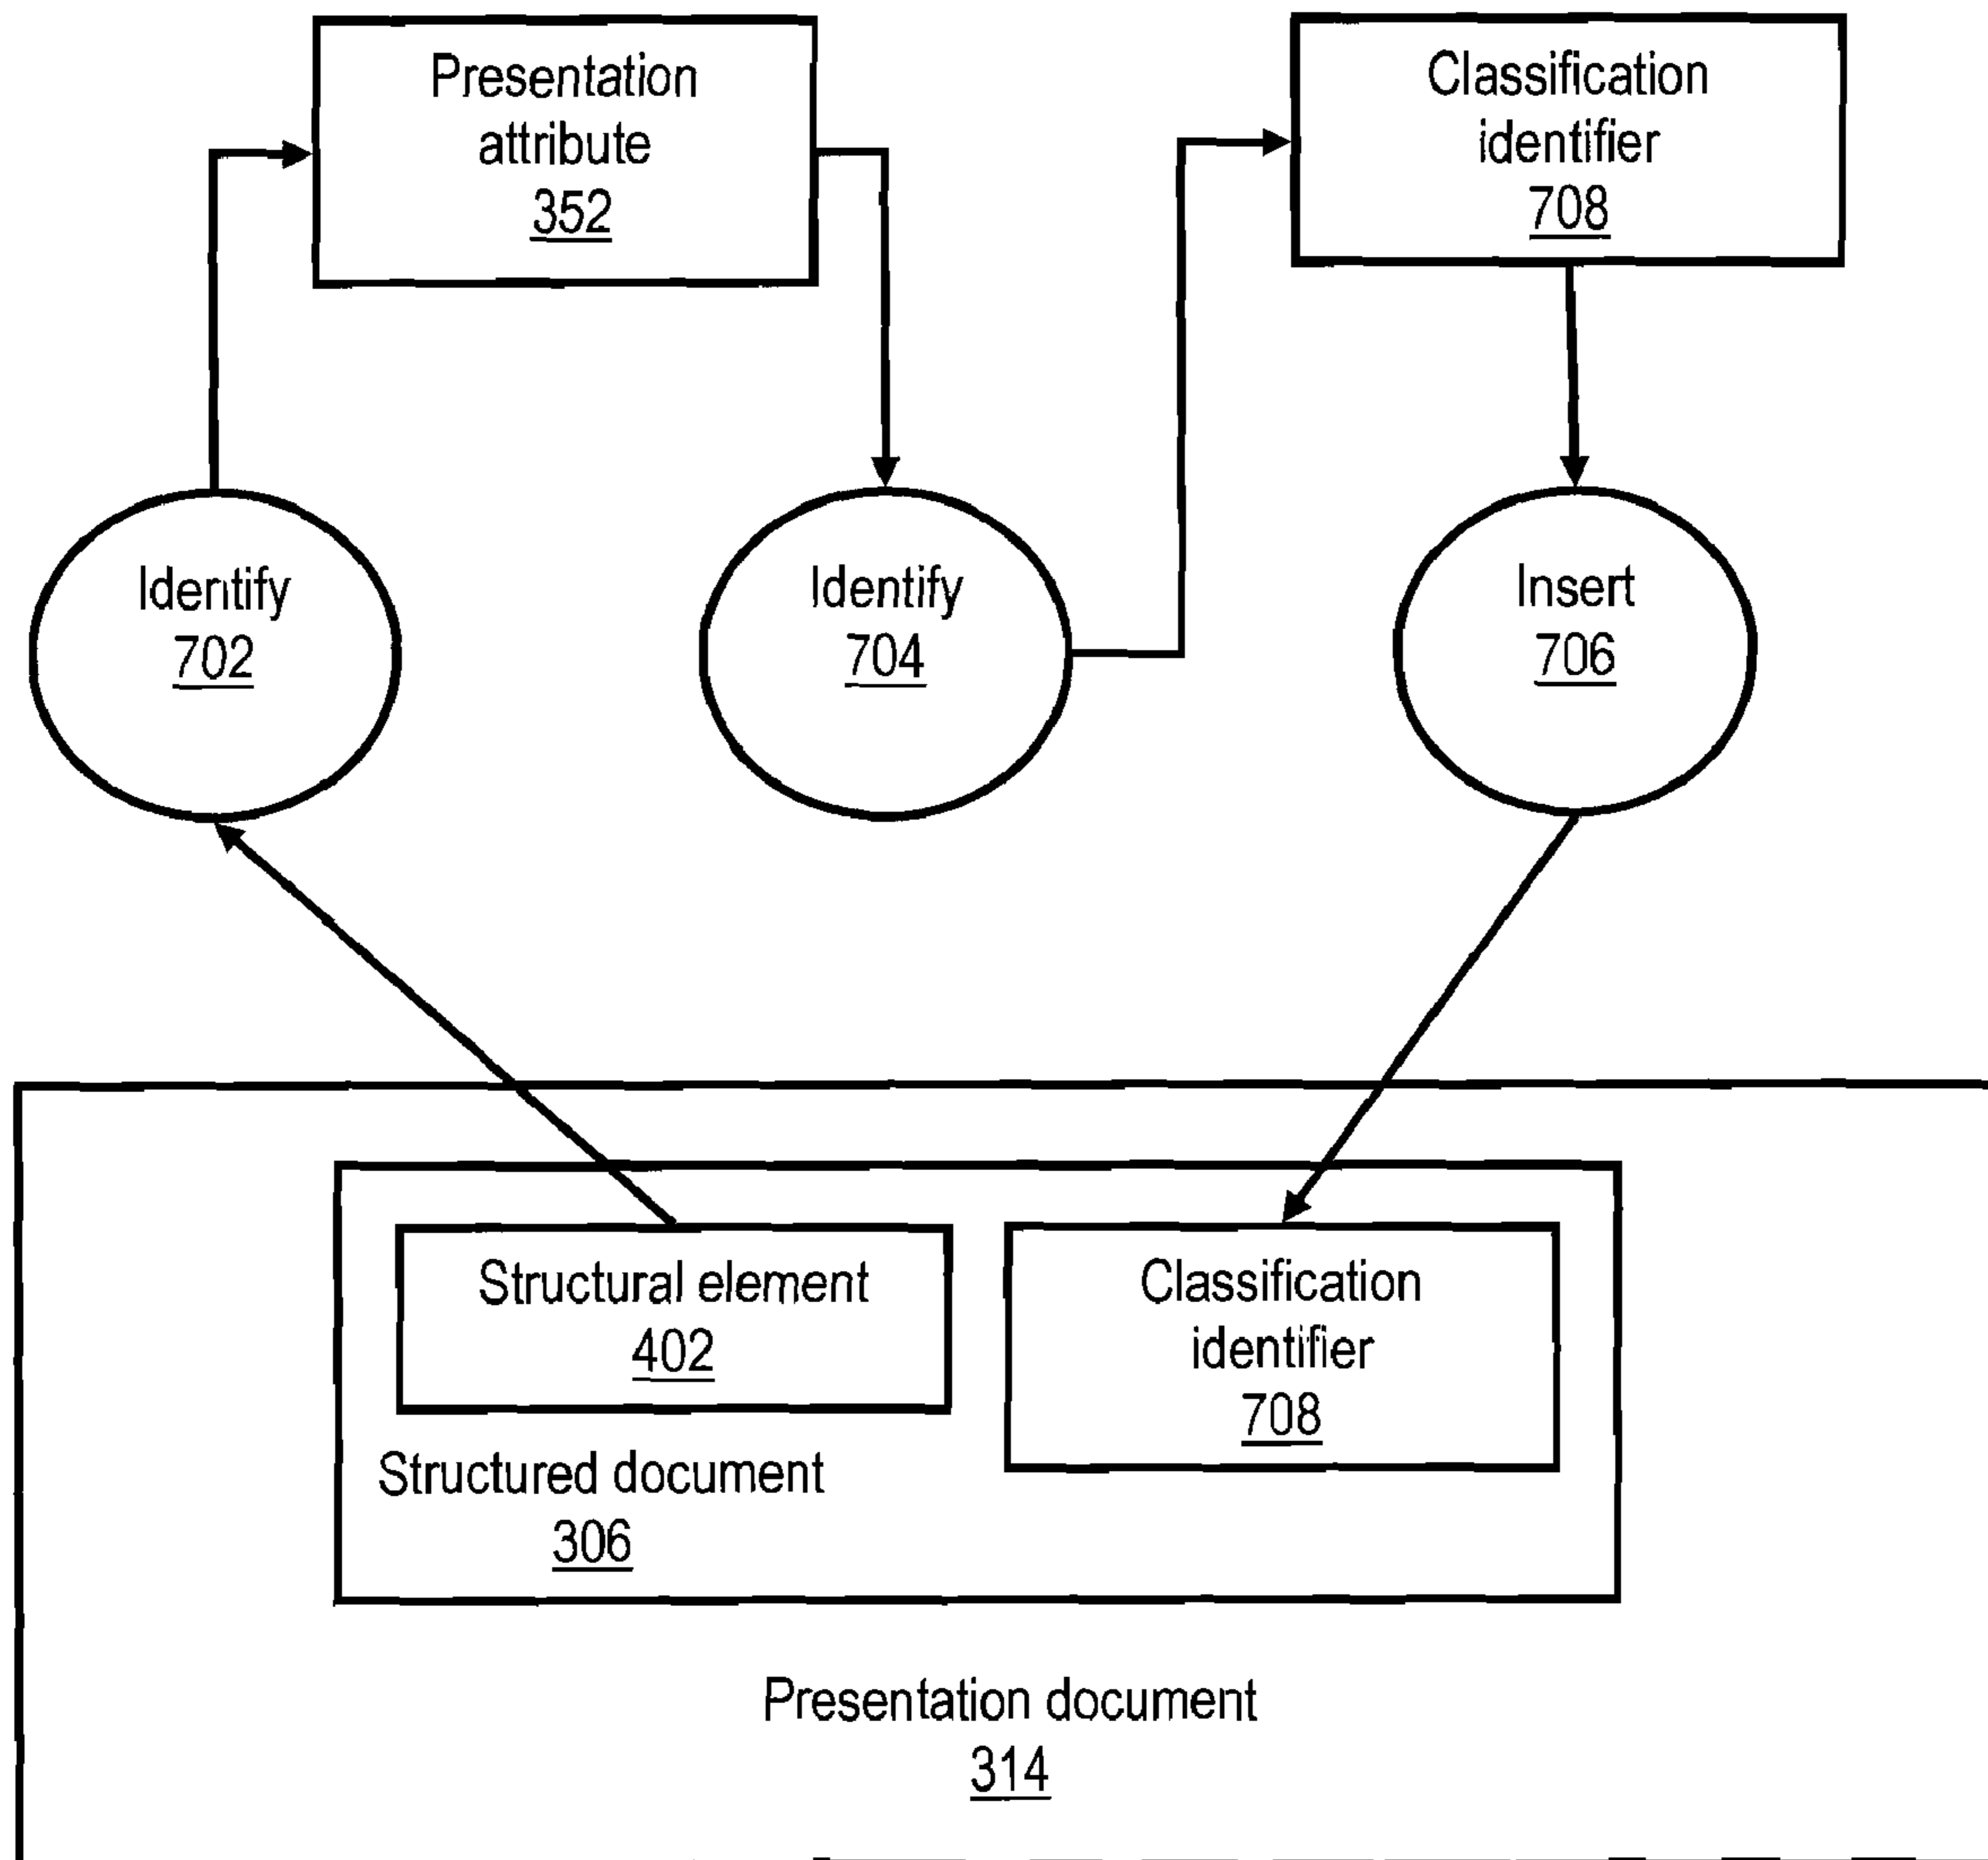 Presentation
attribute
352
Classification
identifier
708
Identify
702
Identify
704
Insert
706
Structural element
402
Classification
identifier
708
Structured document
306
Presentation document
314